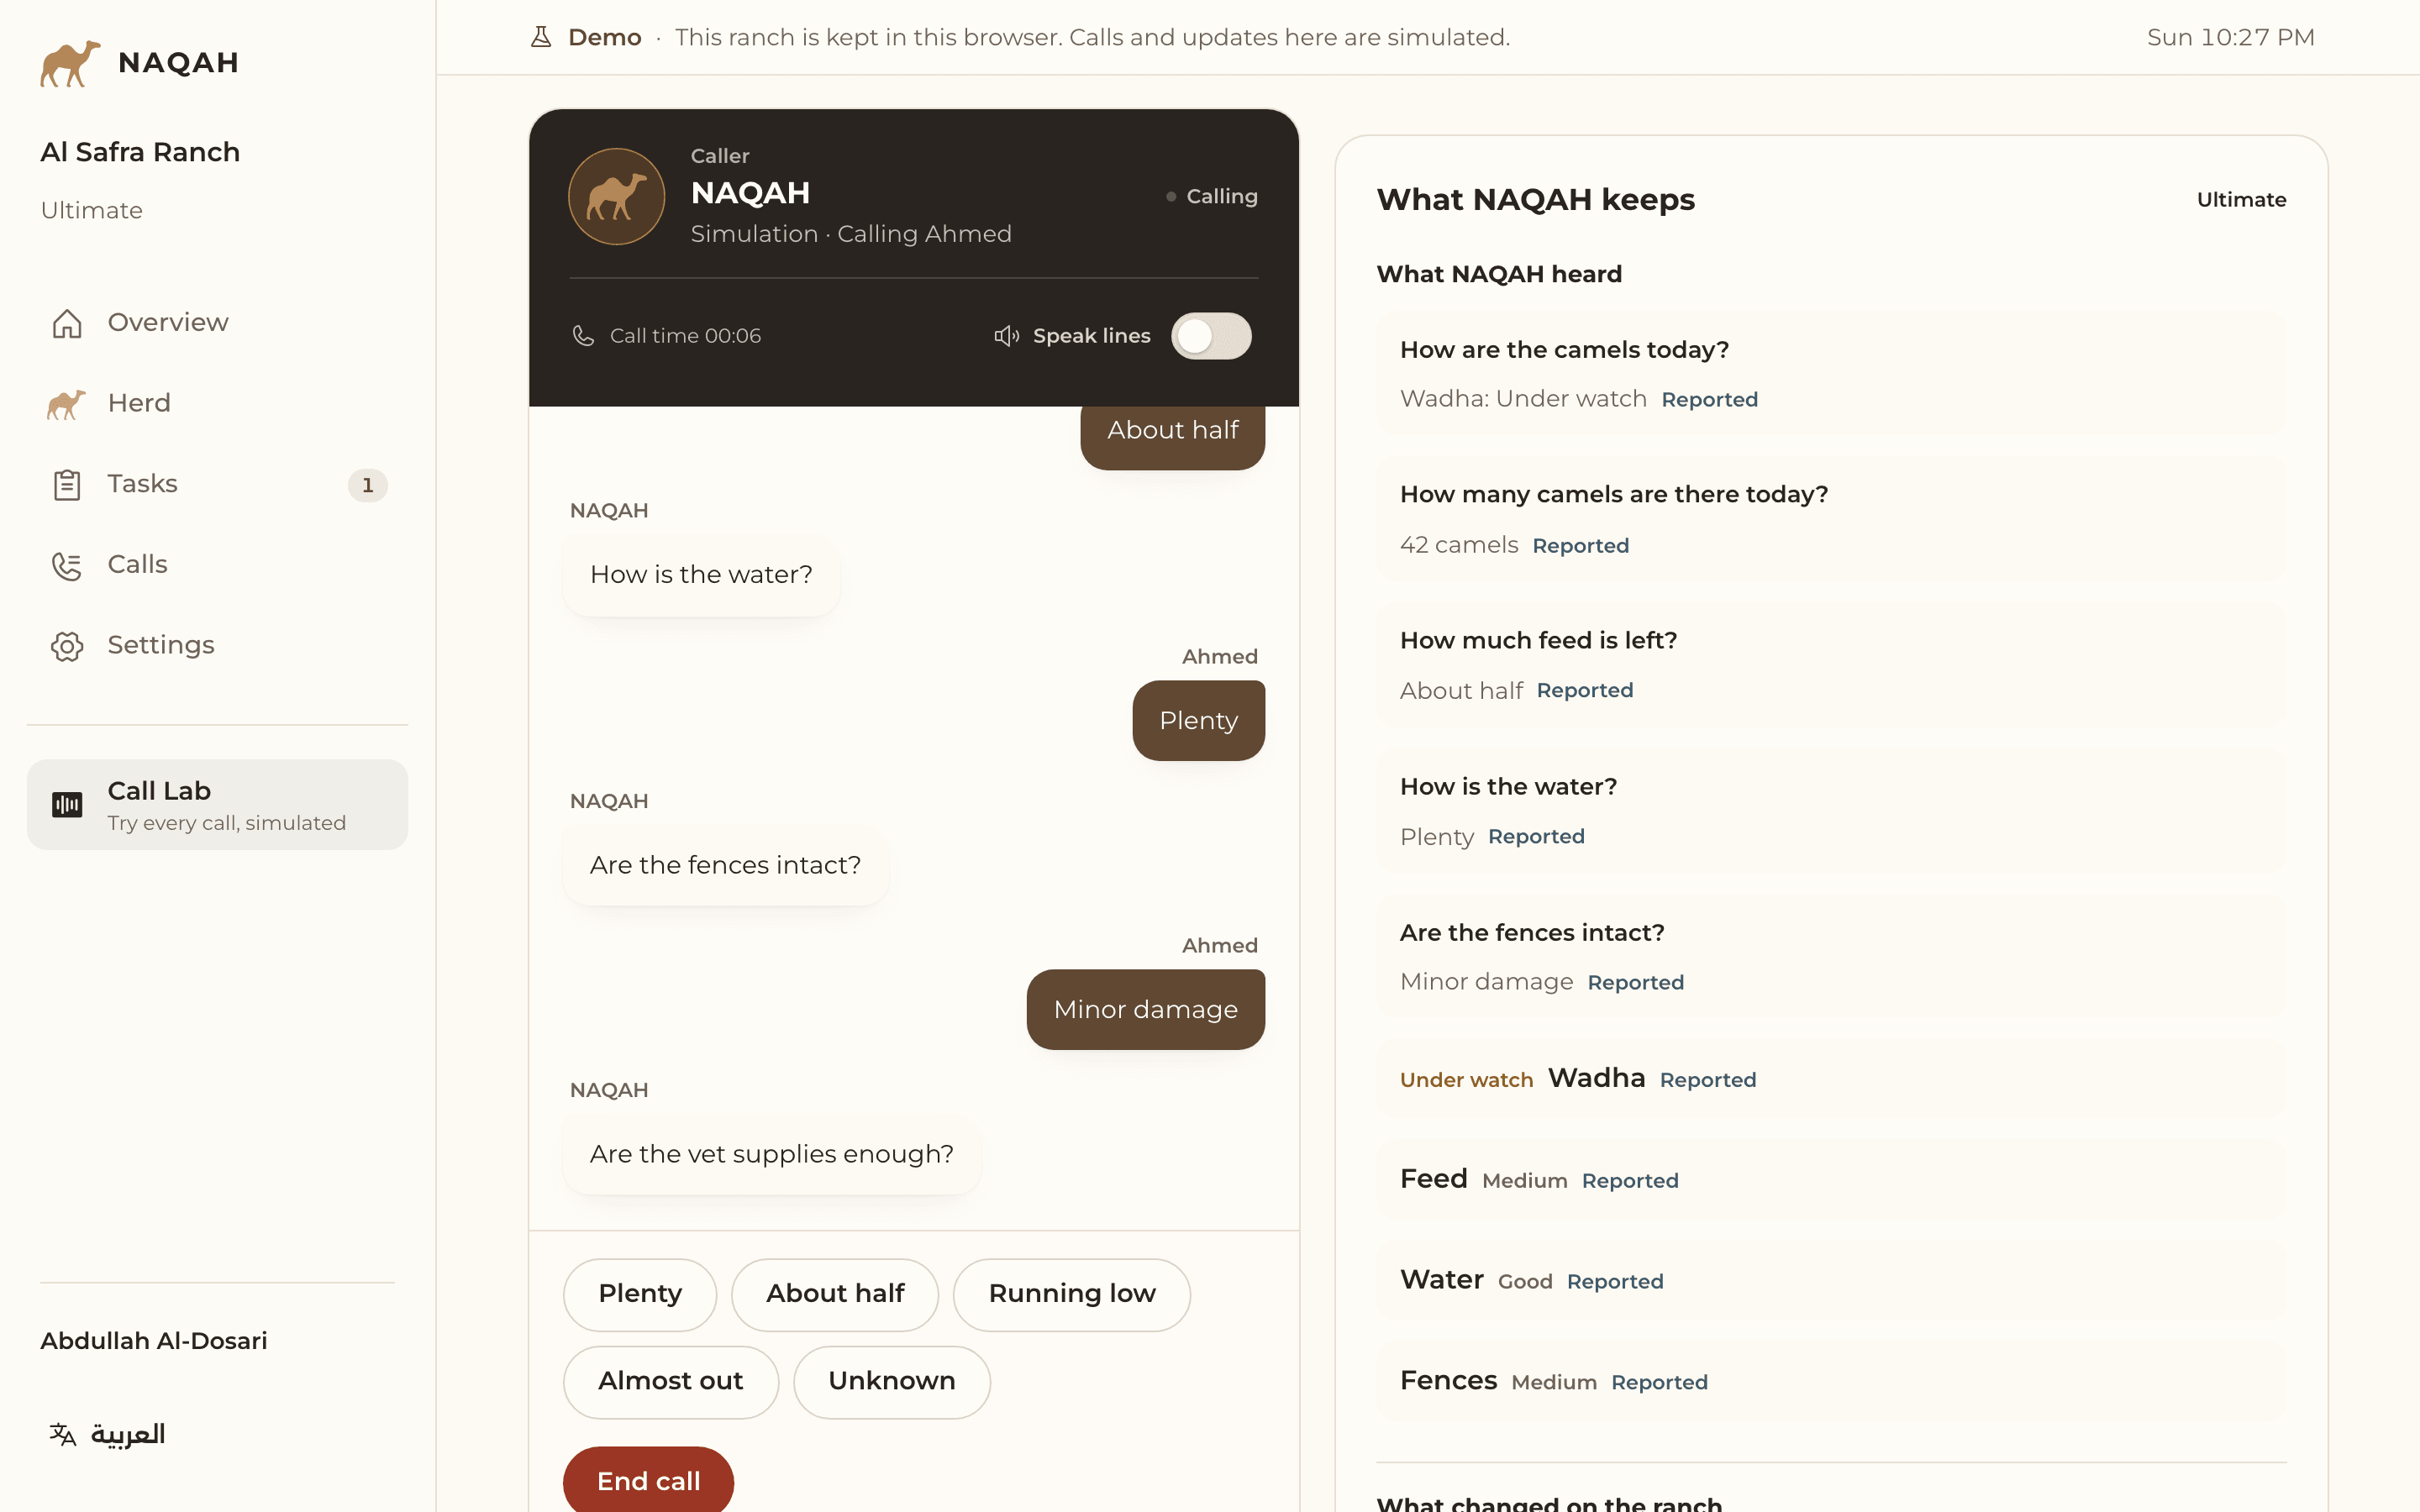 NAQAH
Al Safra Ranch
Ultimate
Overview
Herd
Tasks
1
Calls
Settings
Call Lab
Try every call, simulated
Abdullah Al-Dosari
العربية
Demo · This ranch is kept in this browser. Calls and updates here are simulated.
Sun 10:27 PM
Caller
NAQAH
Simulation · Calling Ahmed
Calling
Call time 00:06
Speak lines
About half
NAQAH
How is the water?
Ahmed
Plenty
NAQAH
Are the fences intact?
Ahmed
Minor damage
NAQAH
Are the vet supplies enough?
Plenty
About half
Running low
Almost out
Unknown
End call
What NAQAH keeps
Ultimate
What NAQAH heard
How are the camels today?
Wadha: Under watch Reported
How many camels are there today?
42 camels Reported
How much feed is left?
About half Reported
How is the water?
Plenty Reported
Are the fences intact?
Minor damage Reported
Under watch Wadha Reported
Feed Medium Reported
Water Good Reported
Fences Medium Reported
What changed on the ranch